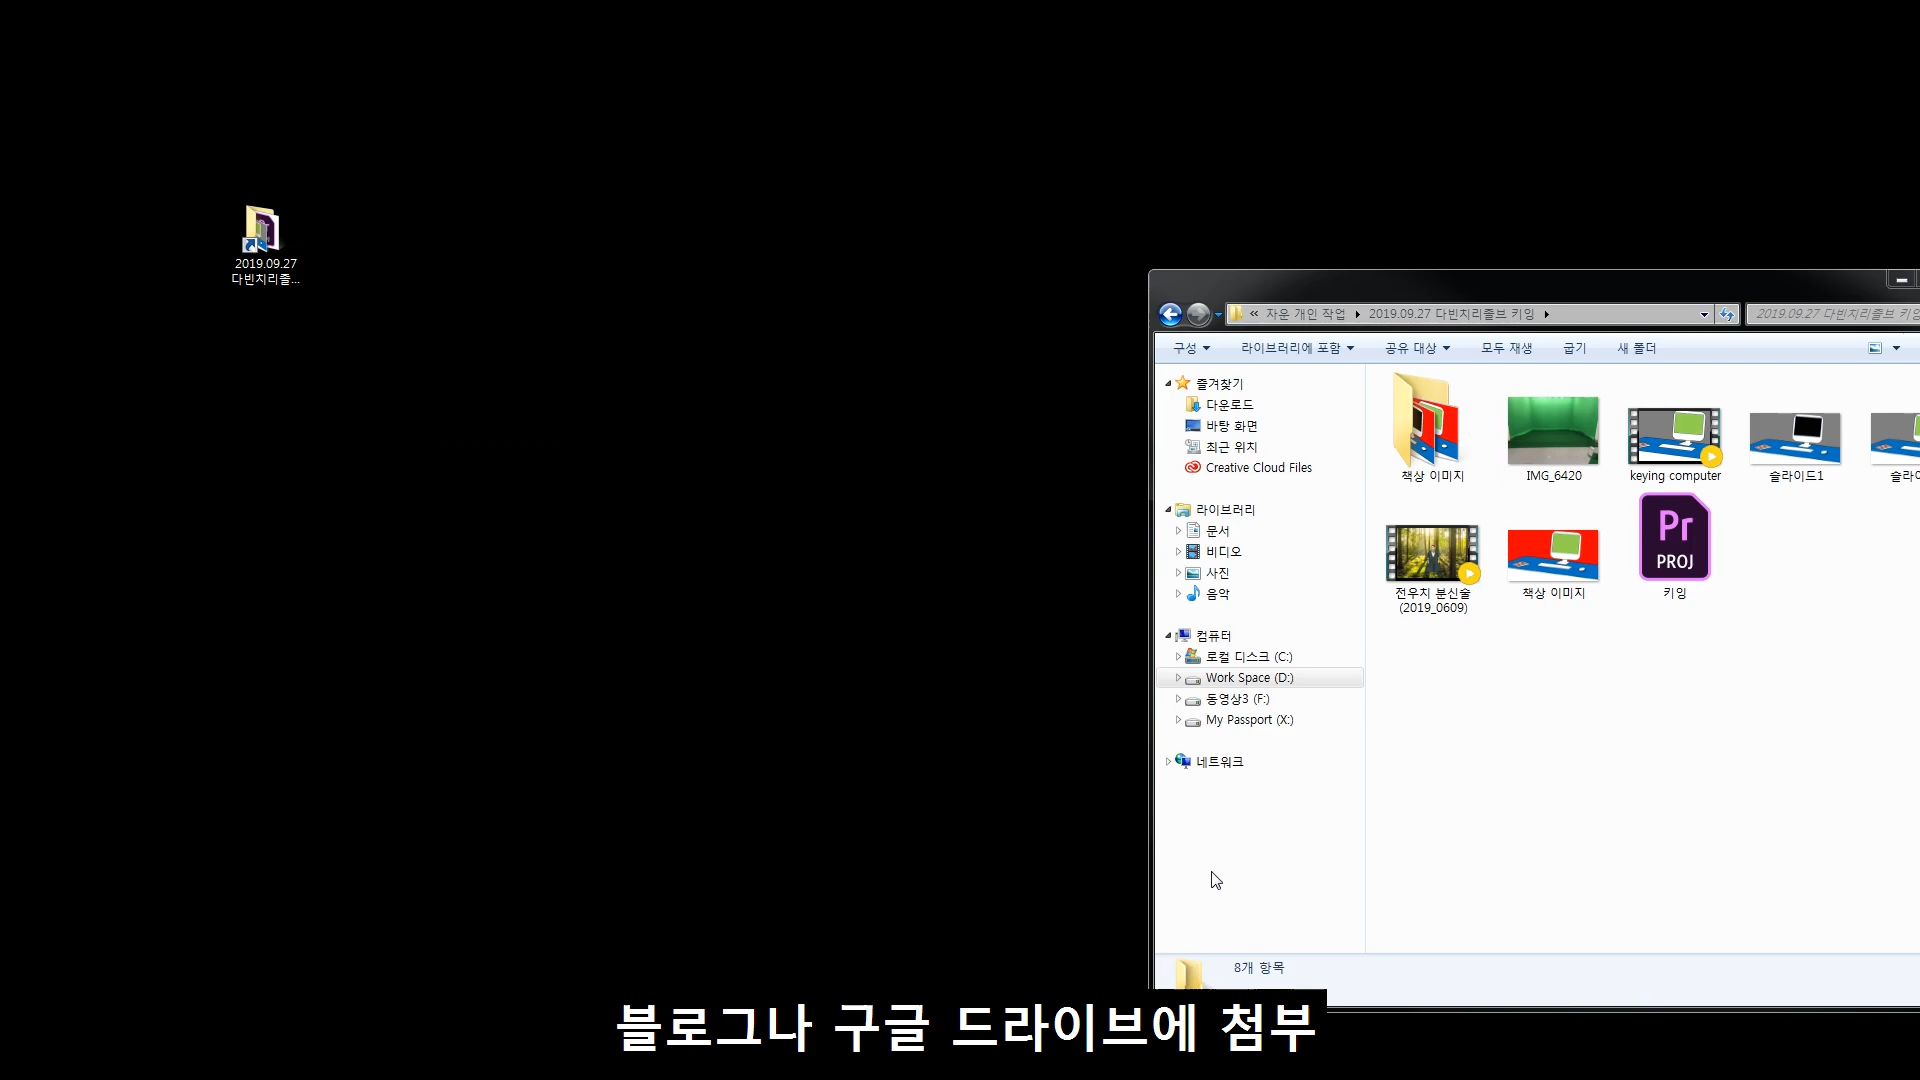 2019.09.27
다빈치리졸...
« 자운 개인 작업 2019.09.27 다빈치리졸브 키잉
2019.09.27 다빈치리졸브 키잉
구성 라이브러리에 포함 공유 대상 모두 재생 굽기 새 폴더
즐겨찾기
다운로드
바탕 화면
최근 위치
Creative Cloud Files
라이브러리
문서
비디오
사진
음악
컴퓨터
로컬 디스크 (C:)
Work Space (D:)
동영상3 (F:)
My Passport (X:)
네트워크
책상 이미지
IMG_6420
keying computer
슬라이드1
슬라이
Pr
PROJ
전우치 분신술
(2019_0609)
책상 이미지
키잉
8개 항목
블로그나 구글 드라이브에 첨부